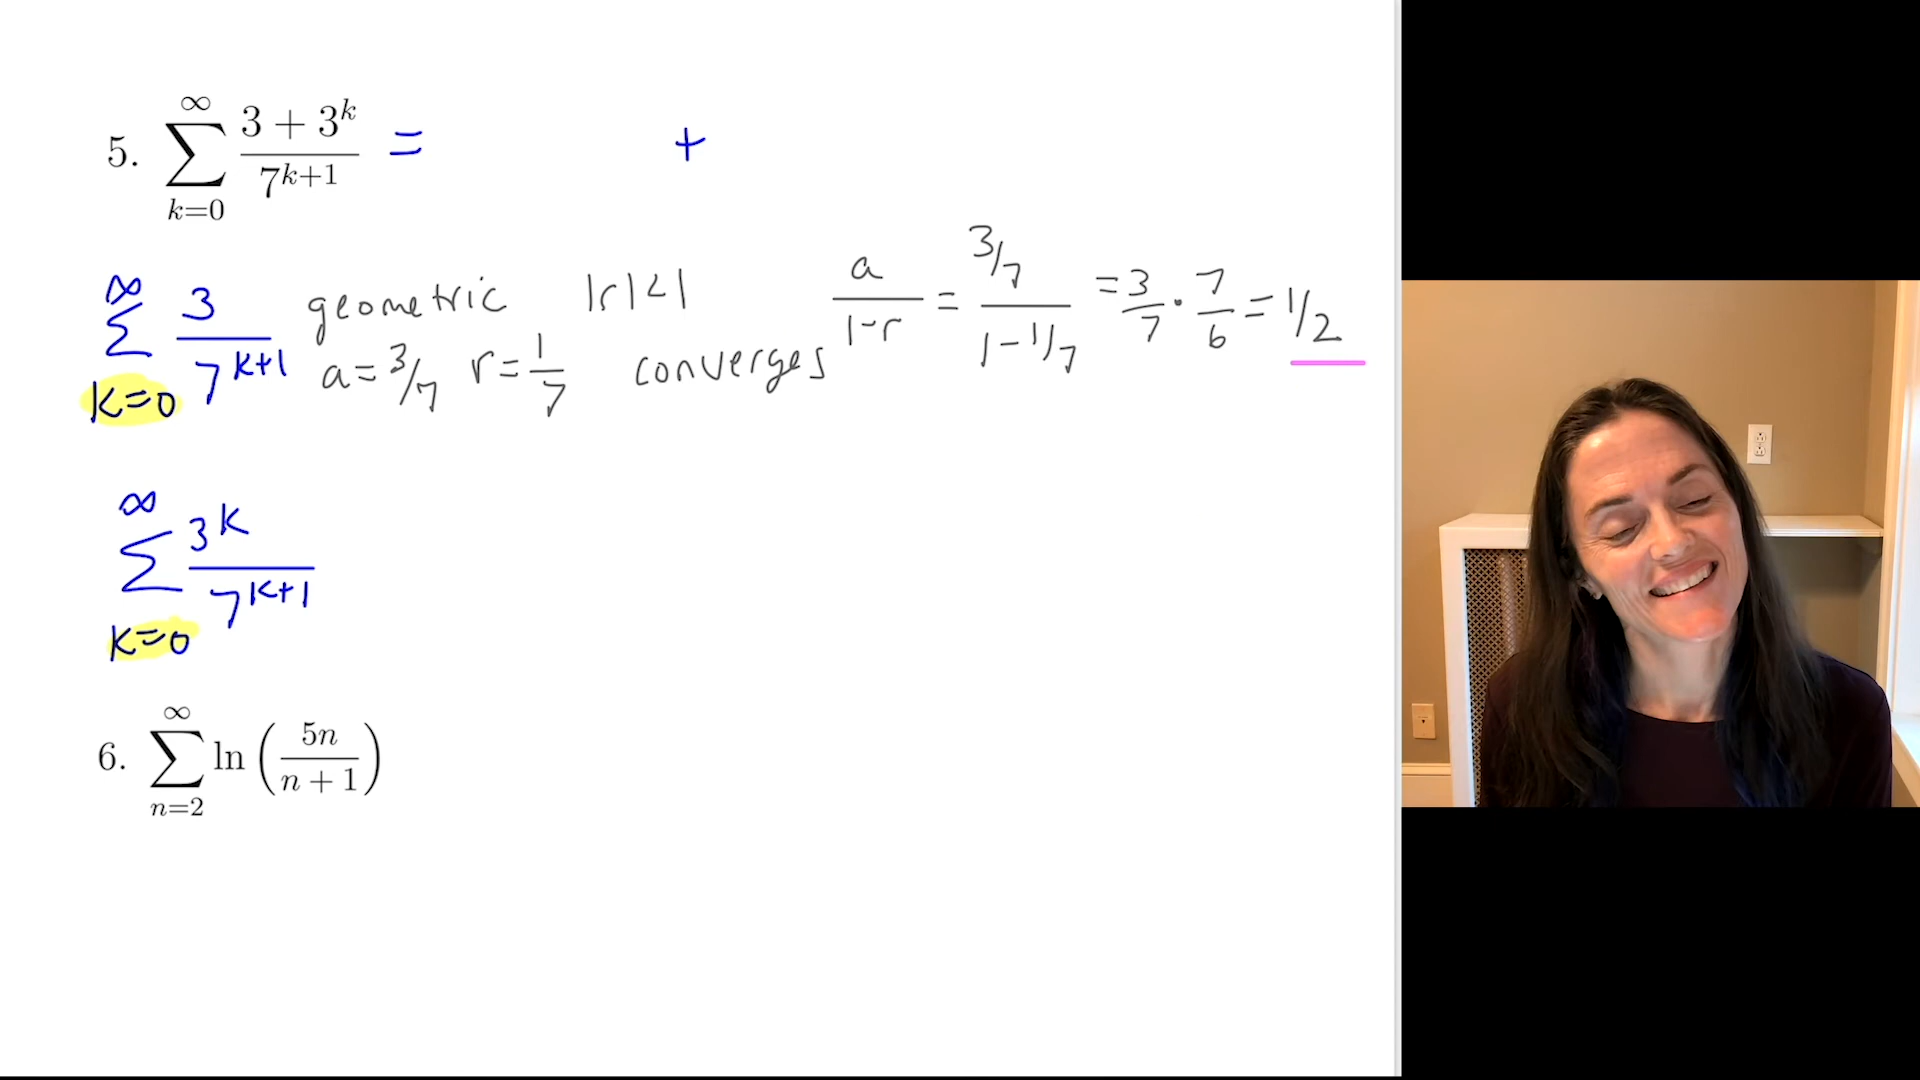 5. ∑_{k=0}^{∞} (3 + 3^k)/(7^{k+1}) = +
∑_{k=0}^{∞} 3/(7^{k+1}) geometric |r|<1 a/(1-r) = (3/7)/(1-1/7) = 3/7 · 7/6 = 1/2
a=3/7 r=1/7 converges
∑_{k=0}^{∞} 3^k/(7^{k+1})
6. ∑_{n=2}^{∞} ln (5n/(n + 1))